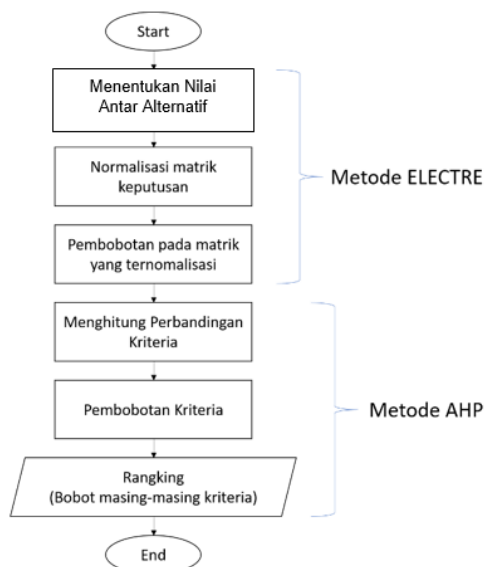 Start
Menentukan Nilai
Antar Alternatif
Normalisasi matrik
keputusan
Metode ELECTRE
Pembobotan pada matrik
yang ternomalisasi
Menghitung Perbandingan
Kriteria
Pembobotan Kriteria
Metode AHP
Rangking
(Bobot masing-masing kriteria)
End